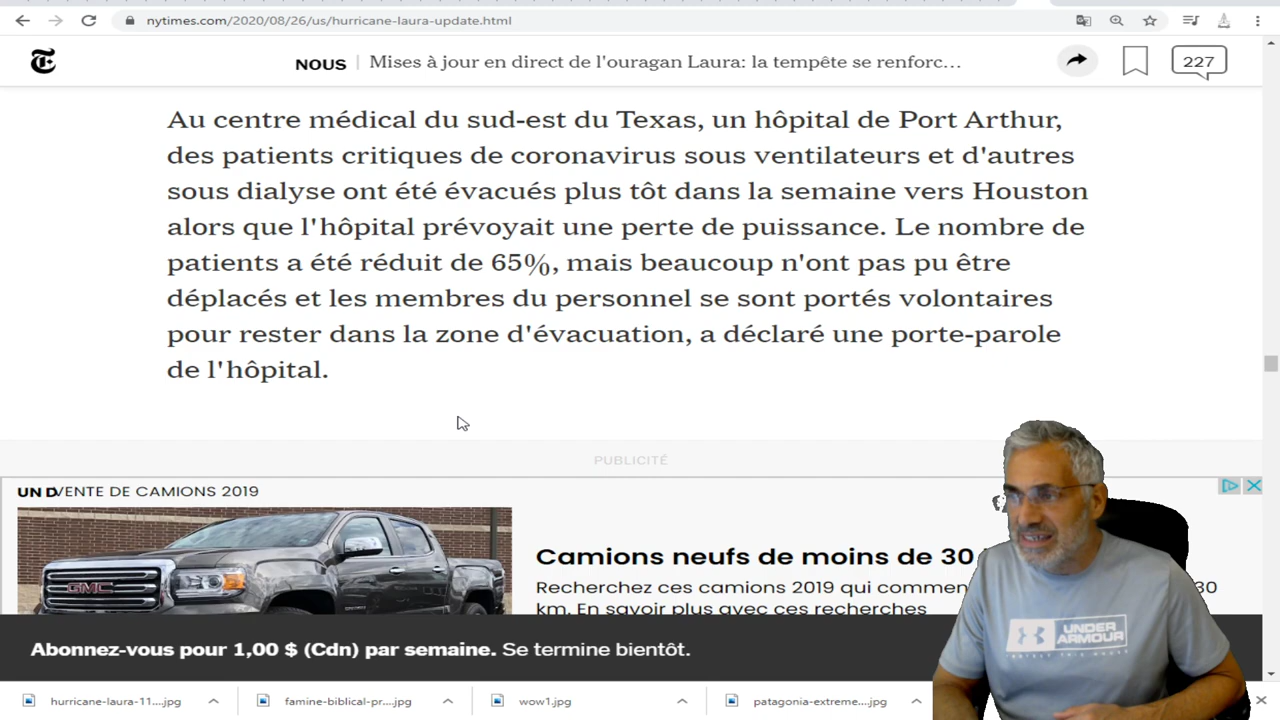 nytimes.com/2020/08/26/us/hurricane-laura-update.html
NOUS | Mises à jour en direct de l'ouragan Laura: la tempête se renforc…
227
Au centre médical du sud-est du Texas, un hôpital de Port Arthur,
des patients critiques de coronavirus sous ventilateurs et d'autres
sous dialyse ont été évacués plus tôt dans la semaine vers Houston
alors que l'hôpital prévoyait une perte de puissance. Le nombre de
patients a été réduit de 65%, mais beaucoup n'ont pas pu être
déplacés et les membres du personnel se sont portés volontaires
pour rester dans la zone d'évacuation, a déclaré une porte-parole
de l'hôpital.
PUBLICITÉ
UN D VENTE DE CAMIONS 2019
GMC
Camions neufs de moins de 30
Recherchez ces camions 2019 qui commen 30
km. En savoir plus avec ces recherches
UNDER
ARMOUR
Abonnez-vous pour 1,00 $ (Cdn) par semaine. Se termine bientôt.
hurricane-laura-11....jpg
famine-biblical-pr....jpg
wow1.jpg
patagonia-extreme....jpg